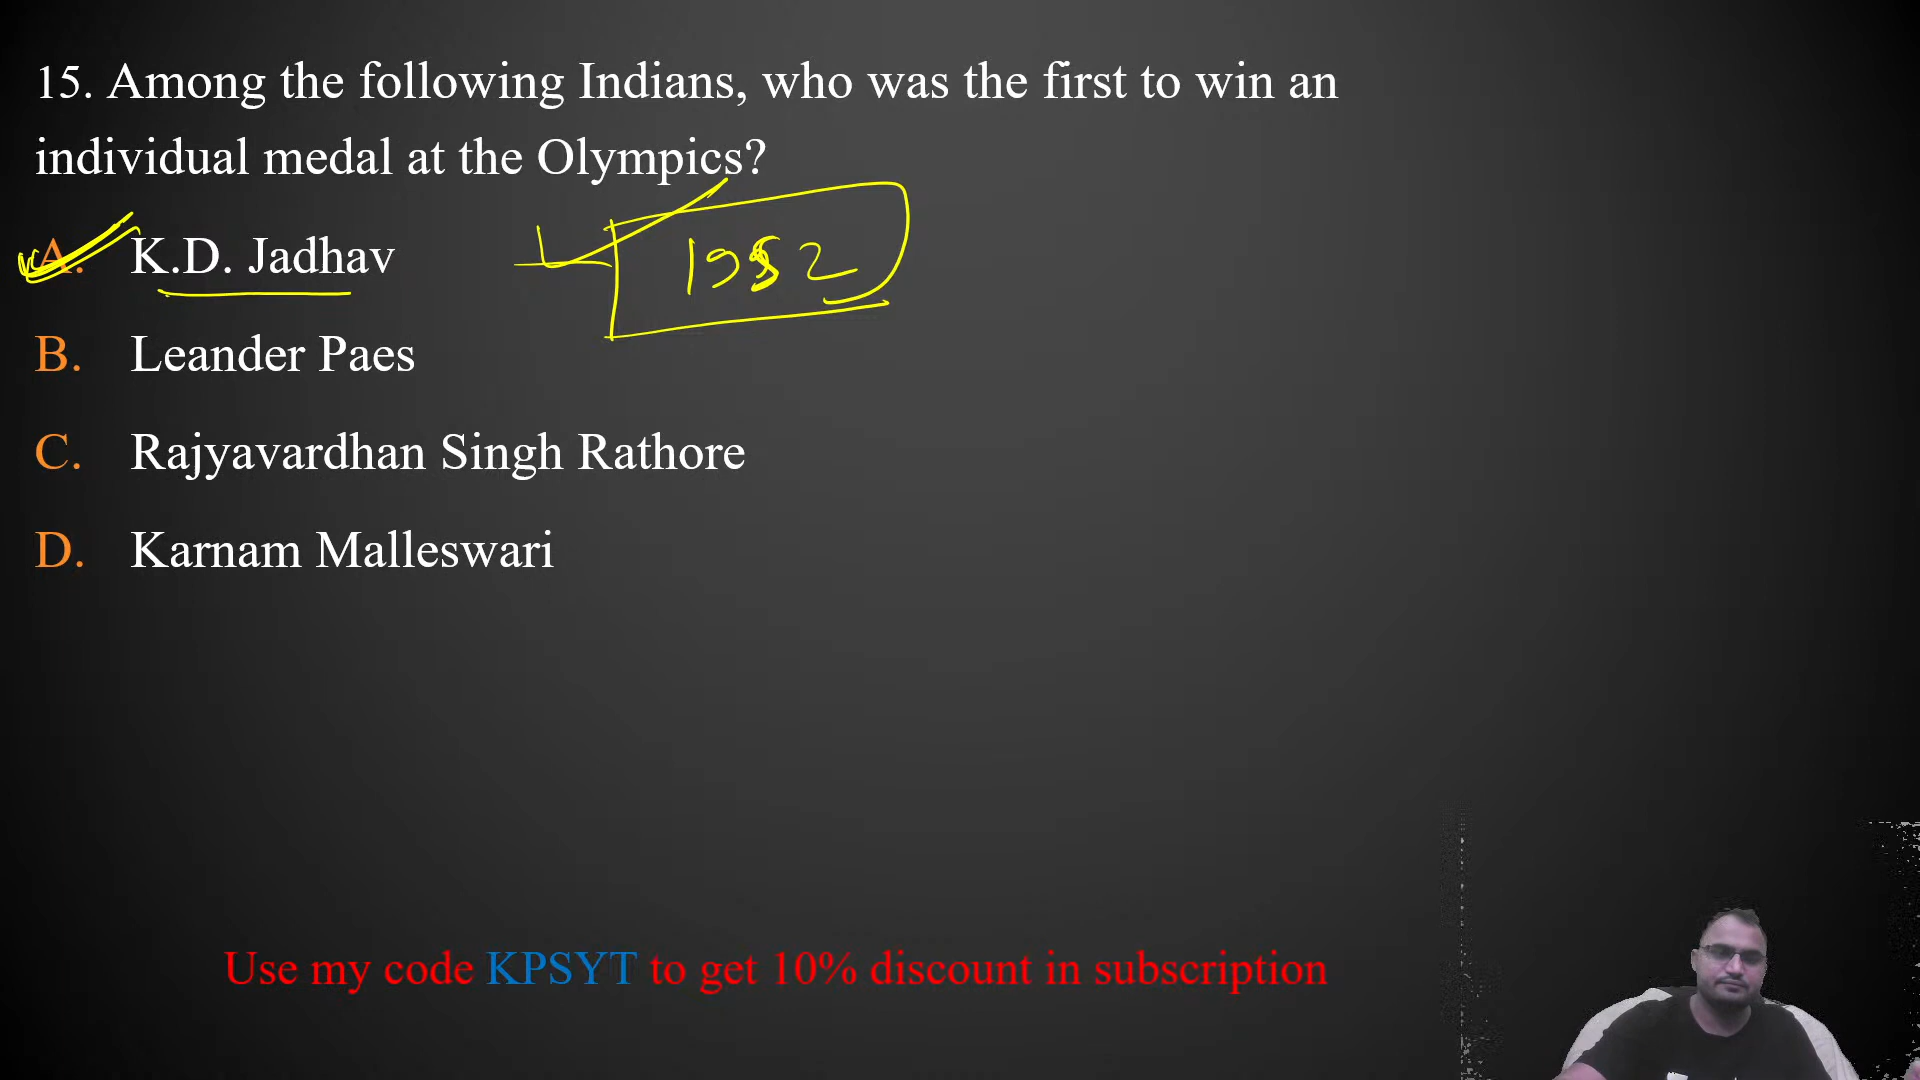 15. Among the following Indians, who was the first to win an
individual medal at the Olympics?
A. K.D. Jadhav
1952
B. Leander Paes
C. Rajyavardhan Singh Rathore
D. Karnam Malleswari
Use my code KPSYT to get 10% discount in subscription